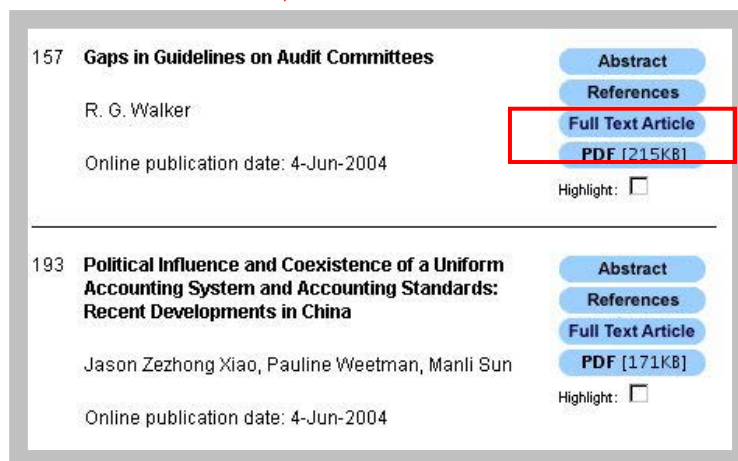 157 Gaps in Guidelines on Audit Committees
R. G. Walker
Online publication date: 4-Jun-2004
Abstract
References
Full Text Article
PDF [215KB]
Highlight:
193 Political Influence and Coexistence of a Uniform
Accounting System and Accounting Standards:
Recent Developments in China
Jason Zezhong Xiao, Pauline Weetman, Manli Sun
Online publication date: 4-Jun-2004
Abstract
References
Full Text Article
PDF [171KB]
Highlight: